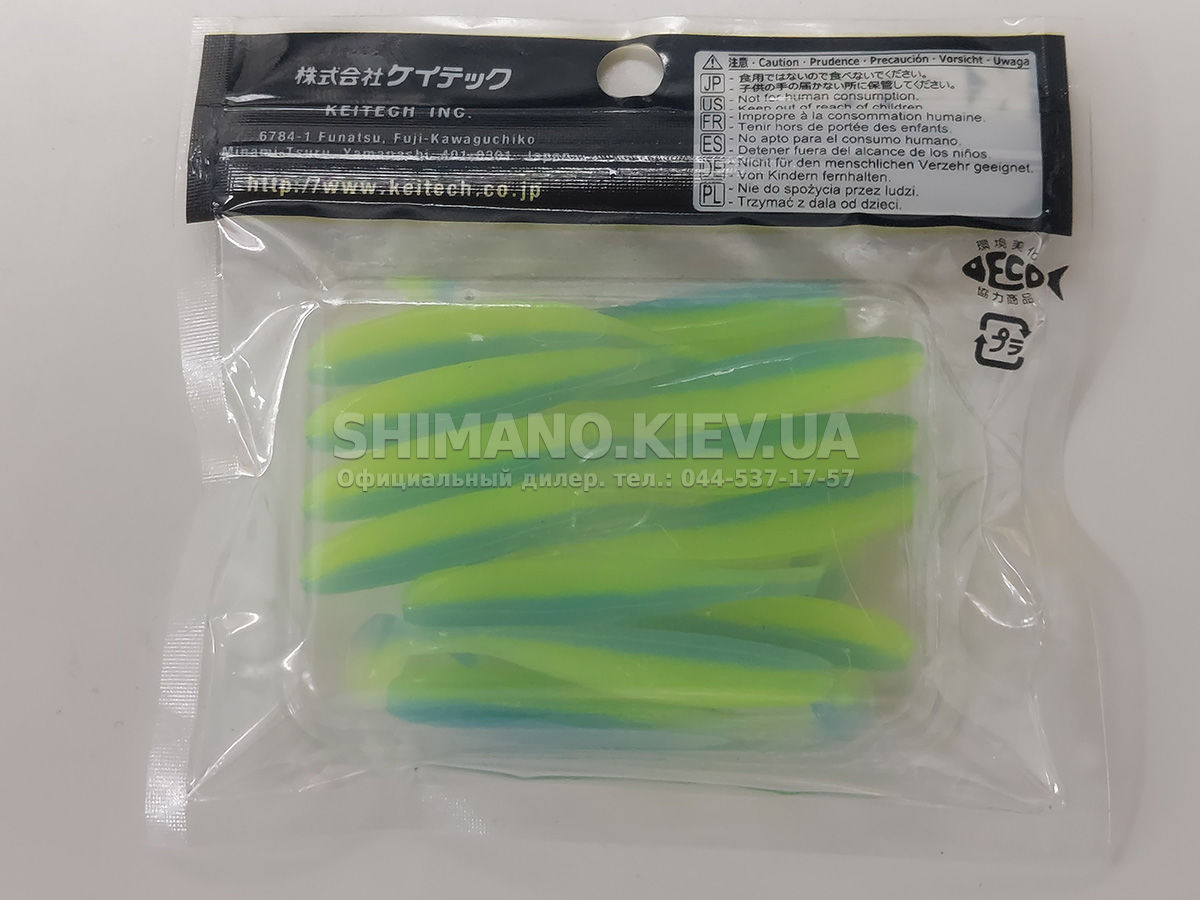 株式会社ケイテック
KEITECH INC.
6784-1 Funatsu, Fuji-Kawaguchiko
Minami-Tsuru, Yamanashi 401-0301, Japan
http://www.keitech.co.jp
注意・Caution・Prudence・Precaución・Vorsicht・Uwaga
JP - 食用ではないので食べないでください。
子供の手の届かない所に保管してください。
US - Not for human consumption.
- Keep out of reach of children.
FR - Impropre à la consommation humaine.
- Tenir hors de portée des enfants.
ES - No apto para el consumo humano.
- Detener fuera del alcance de los niños.
DE - Nicht für den menschlichen Verzehr geeignet.
- Von Kindern fernhalten.
PL - Nie do spożycia przez ludzi.
- Trzymać z dala od dzieci.
環境美化
ECO
協力商品
プラ
SHIMANO.KIEV.UA
Официальный дилер. тел.: 044-537-17-57